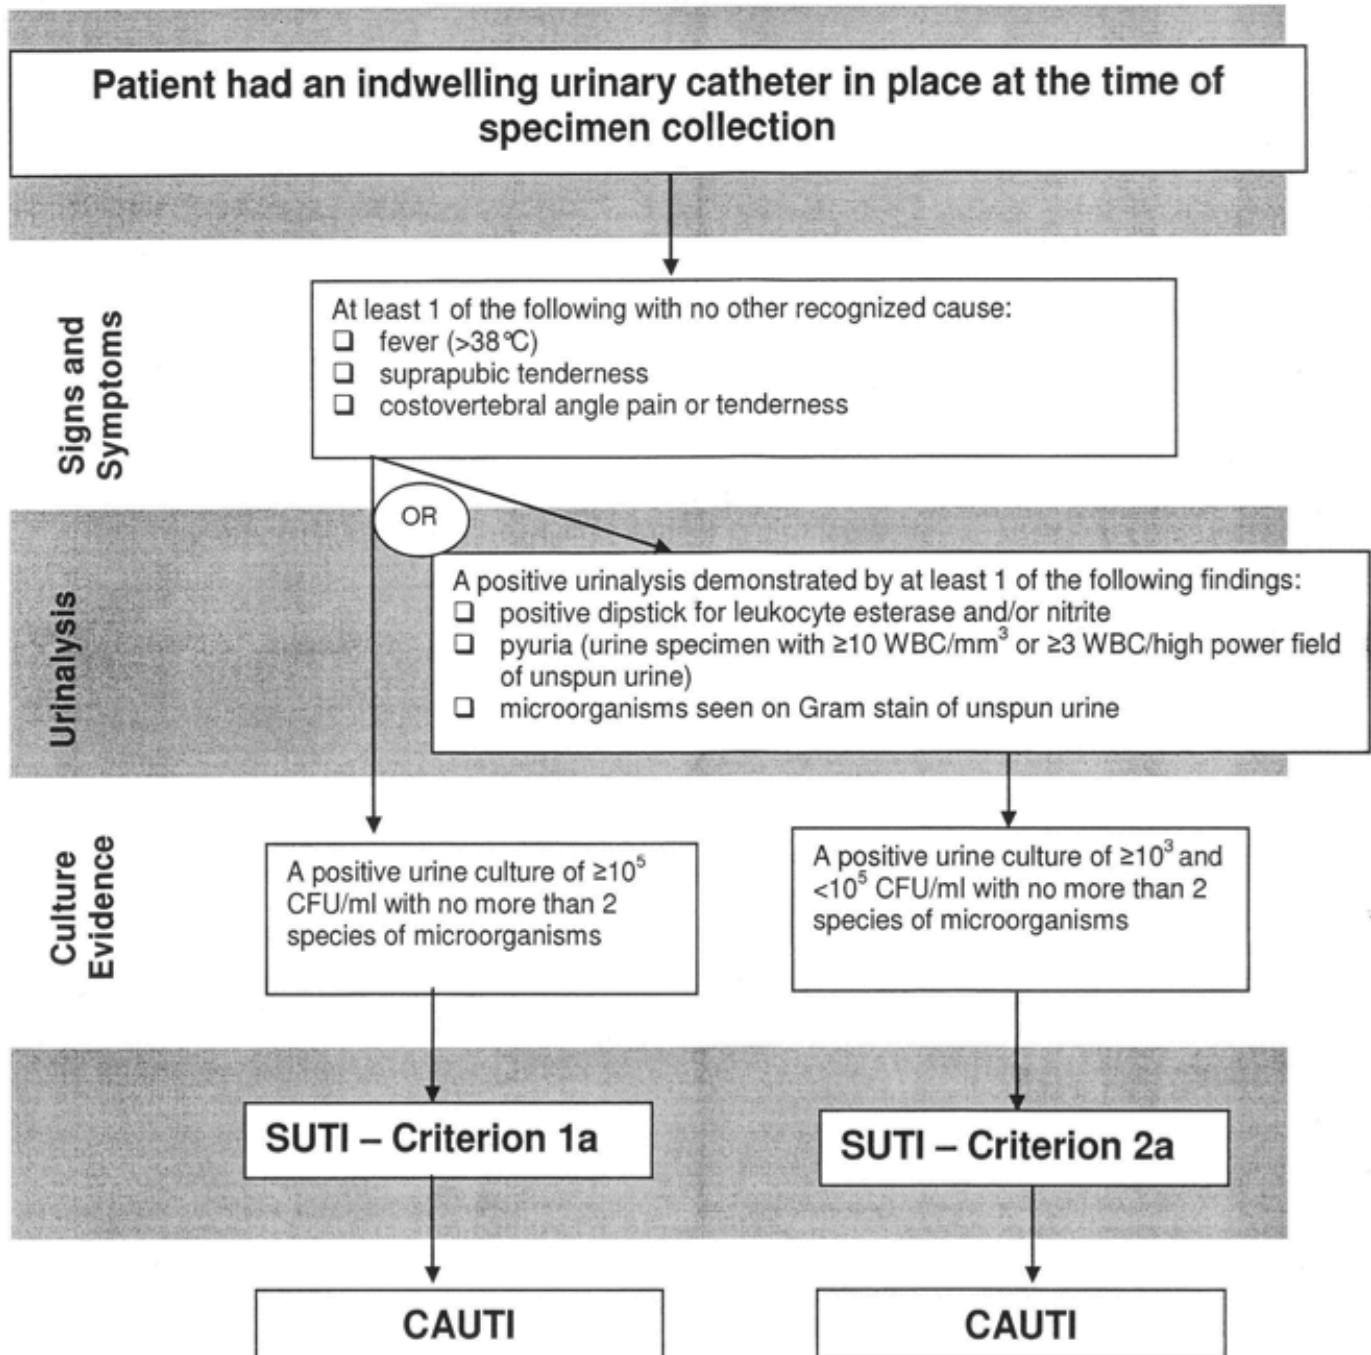 Patient had an indwelling urinary catheter in place at the time of
specimen collection
Signs and
Symptoms
At least 1 of the following with no other recognized cause:
❑ fever (>38°C)
❑ suprapubic tenderness
❑ costovertebral angle pain or tenderness
OR
Urinalysis
A positive urinalysis demonstrated by at least 1 of the following findings:
❑ positive dipstick for leukocyte esterase and/or nitrite
❑ pyuria (urine specimen with ≥10 WBC/mm³ or ≥3 WBC/high power field
of unspun urine)
❑ microorganisms seen on Gram stain of unspun urine
Culture
Evidence
A positive urine culture of ≥10⁵
CFU/ml with no more than 2
species of microorganisms
A positive urine culture of ≥10³ and
<10⁵ CFU/ml with no more than 2
species of microorganisms
SUTI – Criterion 1a
SUTI – Criterion 2a
CAUTI
CAUTI